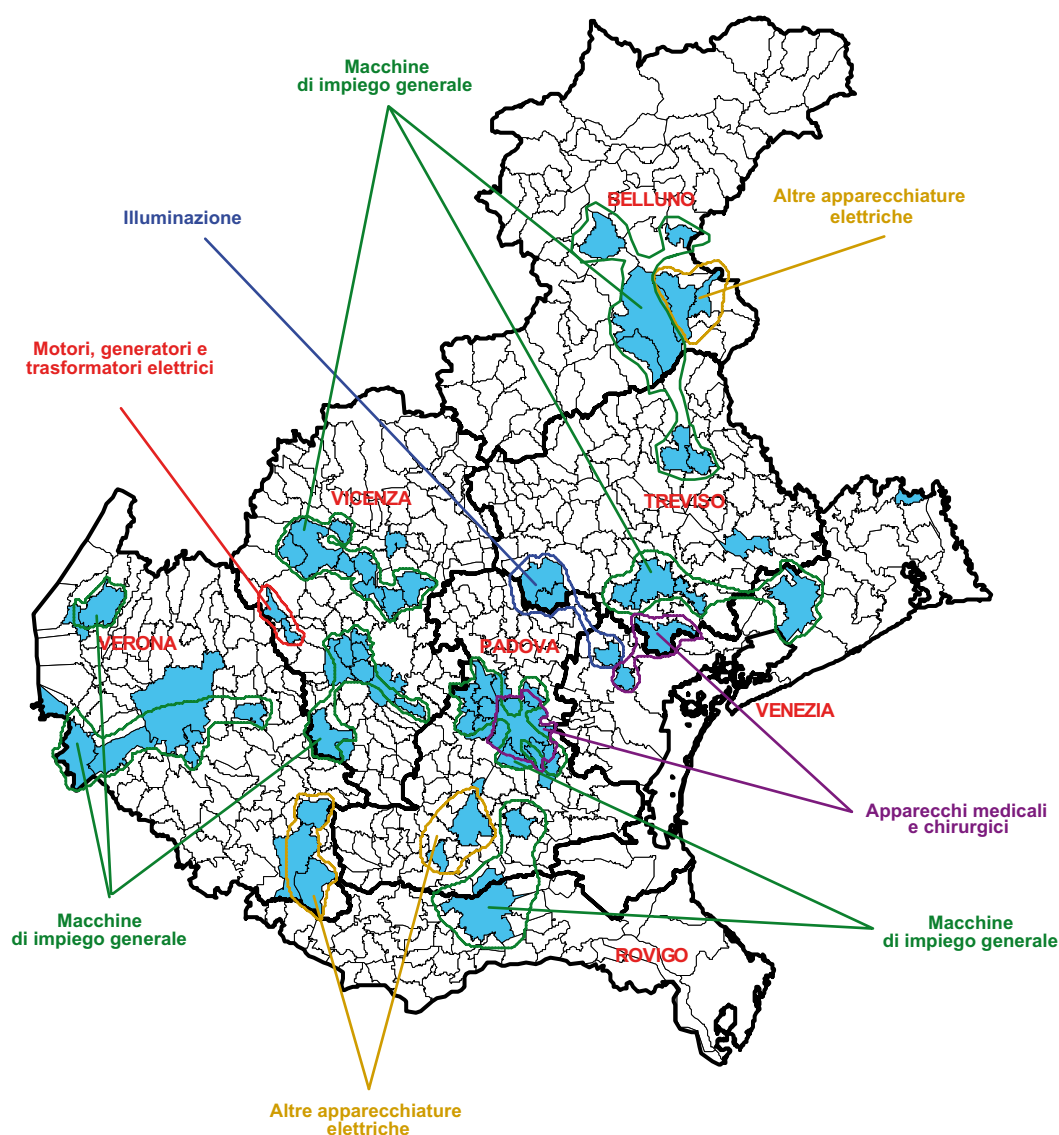 Macchine
di impiego generale
BELLUNO
Altre apparecchiature
elettriche
Illuminazione
Motori, generatori e
trasformatori elettrici
VICENZA
TREVISO
VERONA
PADOVA
VENEZIA
Apparecchi medicali
e chirurgici
Macchine
di impiego generale
Macchine
di impiego generale
ROVIGO
Altre apparecchiature
elettriche